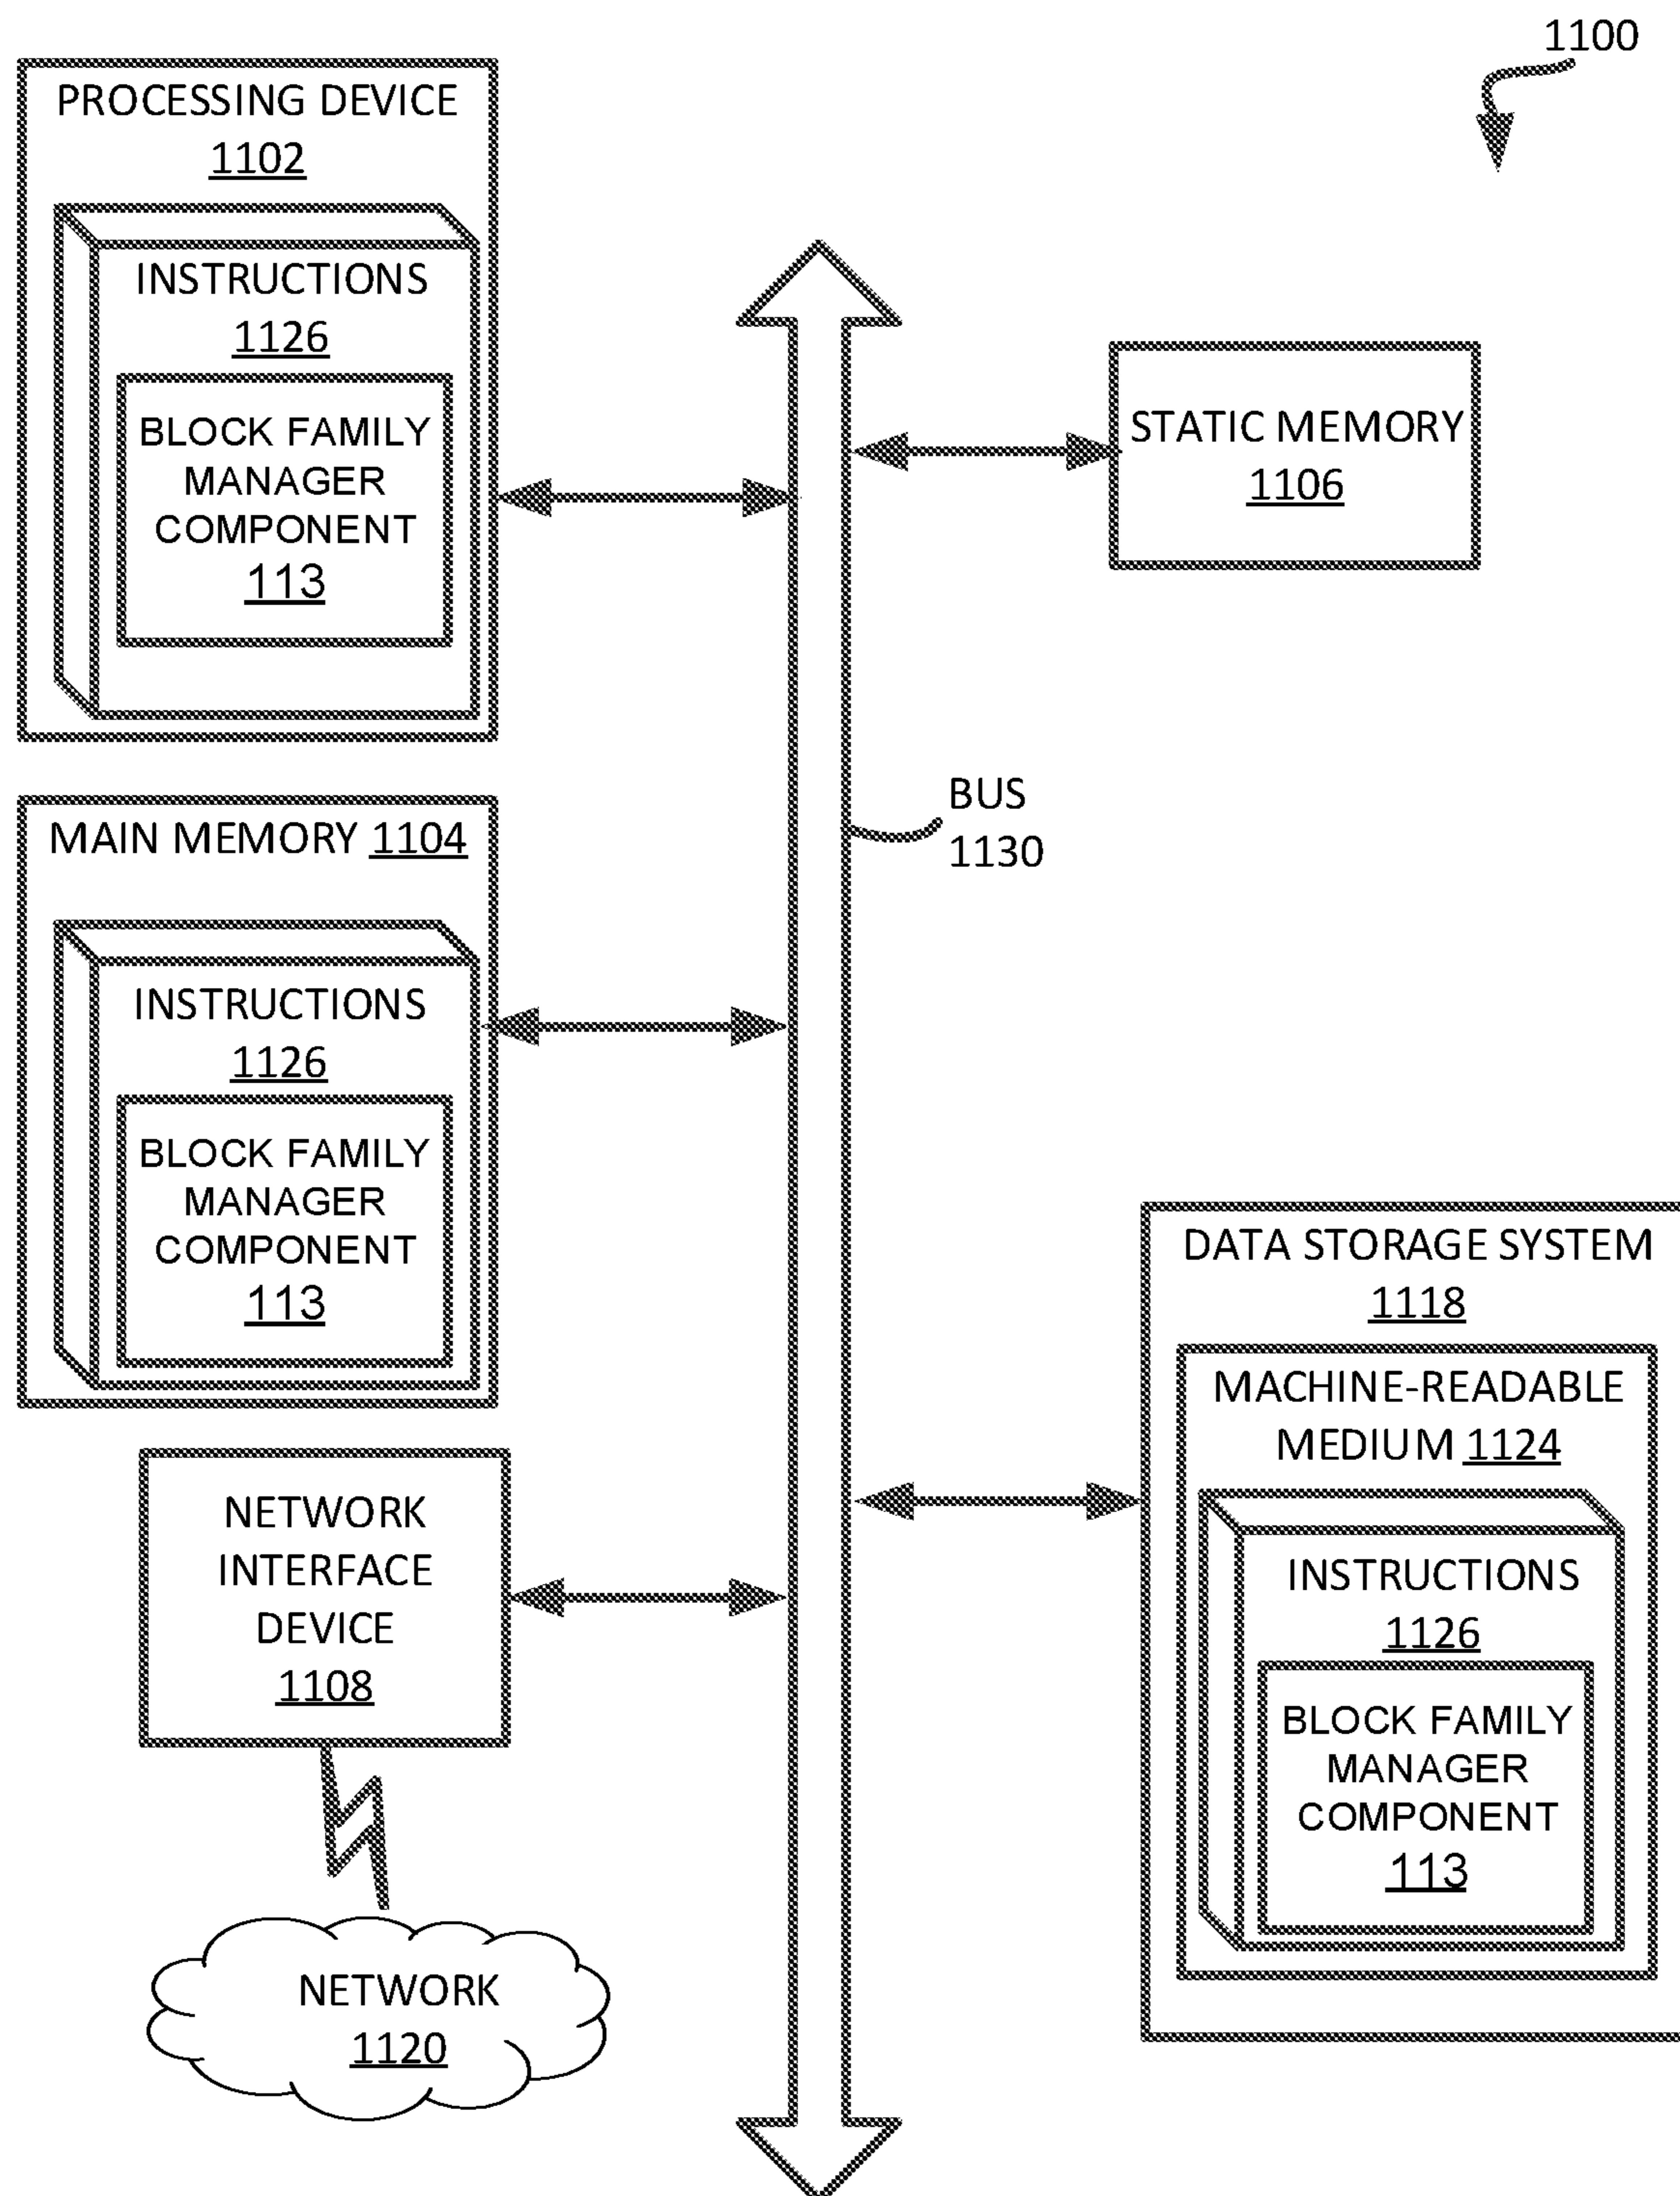 1100
PROCESSING DEVICE
1102
INSTRUCTIONS
1126
BLOCK FAMILY
MANAGER
COMPONENT
113
STATIC MEMORY
1106
BUS
1130
MAIN MEMORY 1104
INSTRUCTIONS
1126
BLOCK FAMILY
MANAGER
COMPONENT
113
DATA STORAGE SYSTEM
1118
MACHINE-READABLE
MEDIUM 1124
INSTRUCTIONS
1126
BLOCK FAMILY
MANAGER
COMPONENT
113
NETWORK
INTERFACE
DEVICE
1108
NETWORK
1120